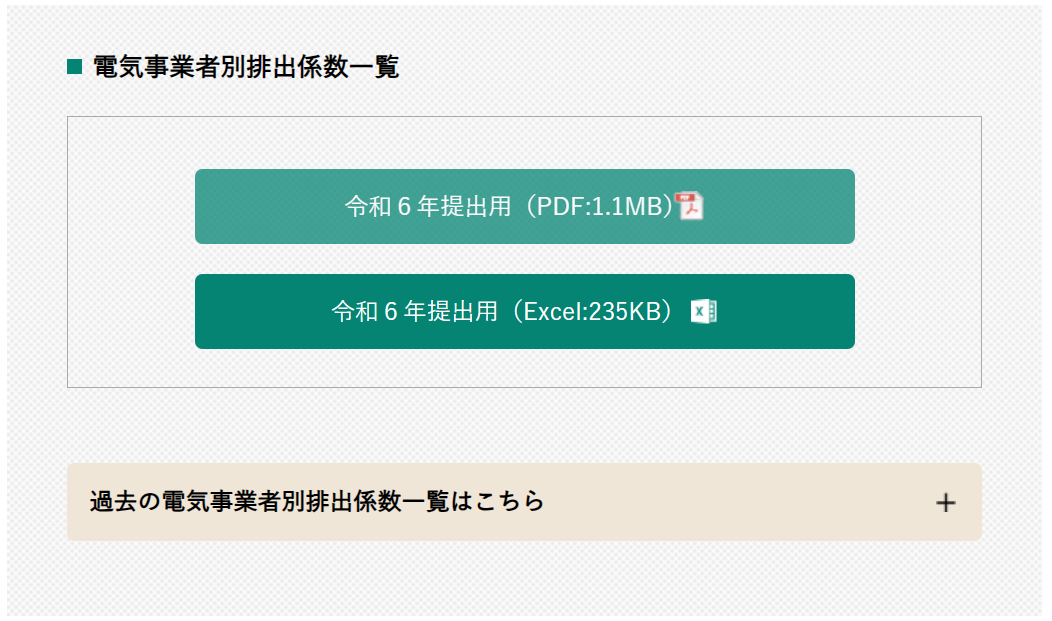 電気事業者別排出係数一覧
令和６年提出用（PDF:1.1MB）
令和６年提出用（Excel:235KB）
過去の電気事業者別排出係数一覧はこちら